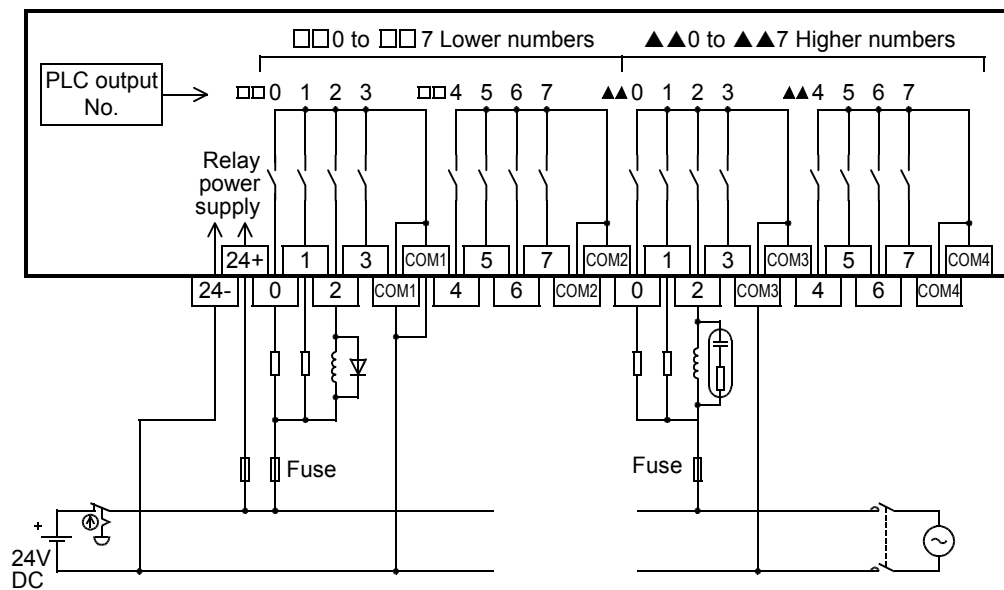 □□0 to □□7 Lower numbers ▲▲0 to ▲▲7 Higher numbers
PLC output
No.
□□0 1 2 3 □□4 5 6 7 ▲▲0 1 2 3 ▲▲4 5 6 7
Relay
power
supply
24+ 1 3 COM1 5 7 COM2 1 3 COM3 5 7 COM4
24- 0 2 COM1 4 6 COM2 0 2 COM3 4 6 COM4
Fuse Fuse
+
24V
DC